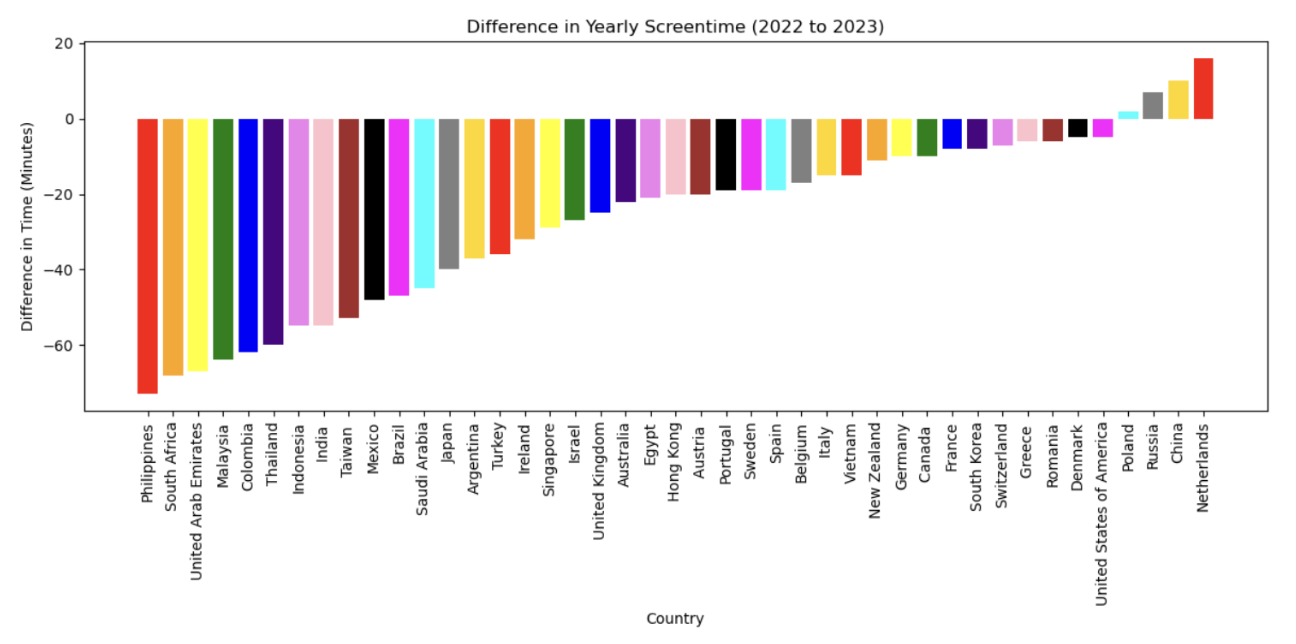 Difference in Yearly Screentime (2022 to 2023)
Difference in Time (Minutes)
20
0
−20
−40
−60
Philippines
South Africa
United Arab Emirates
Malaysia
Colombia
Thailand
Indonesia
India
Taiwan
Mexico
Brazil
Saudi Arabia
Japan
Argentina
Turkey
Ireland
Singapore
Israel
United Kingdom
Australia
Egypt
Hong Kong
Austria
Portugal
Sweden
Spain
Belgium
Italy
Vietnam
New Zealand
Germany
Canada
France
South Korea
Switzerland
Greece
Romania
Denmark
United States of America
Poland
Russia
China
Netherlands
Country